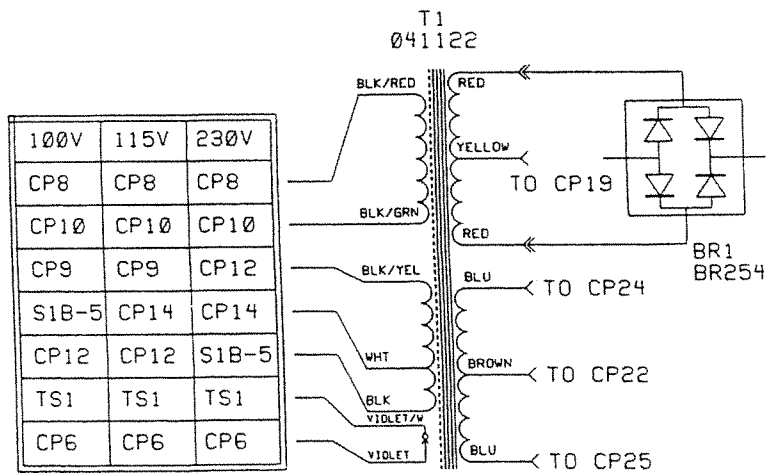 T1
041122
BLK/RED
RED
100V 115V 230V
YELLOW
CP8 CP8 CP8
TO CP19
BLK/GRN
CP10 CP10 CP10
RED
BR1
BR254
CP9 CP9 CP12
BLK/YEL
BLU
TO CP24
S1B-5 CP14 CP14
WHT
CP12 CP12 S1B-5
BROWN
TO CP22
BLK
TS1 TS1 TS1
VIOLET/W
CP6 CP6 CP6
VIOLET
BLU
TO CP25